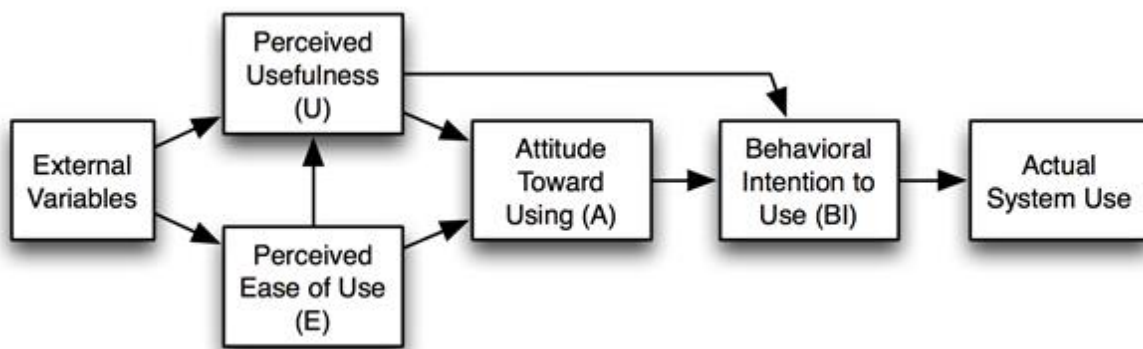 External
Variables
Perceived
Usefulness
(U)
Perceived
Ease of Use
(E)
Attitude
Toward
Using (A)
Behavioral
Intention to
Use (BI)
Actual
System Use